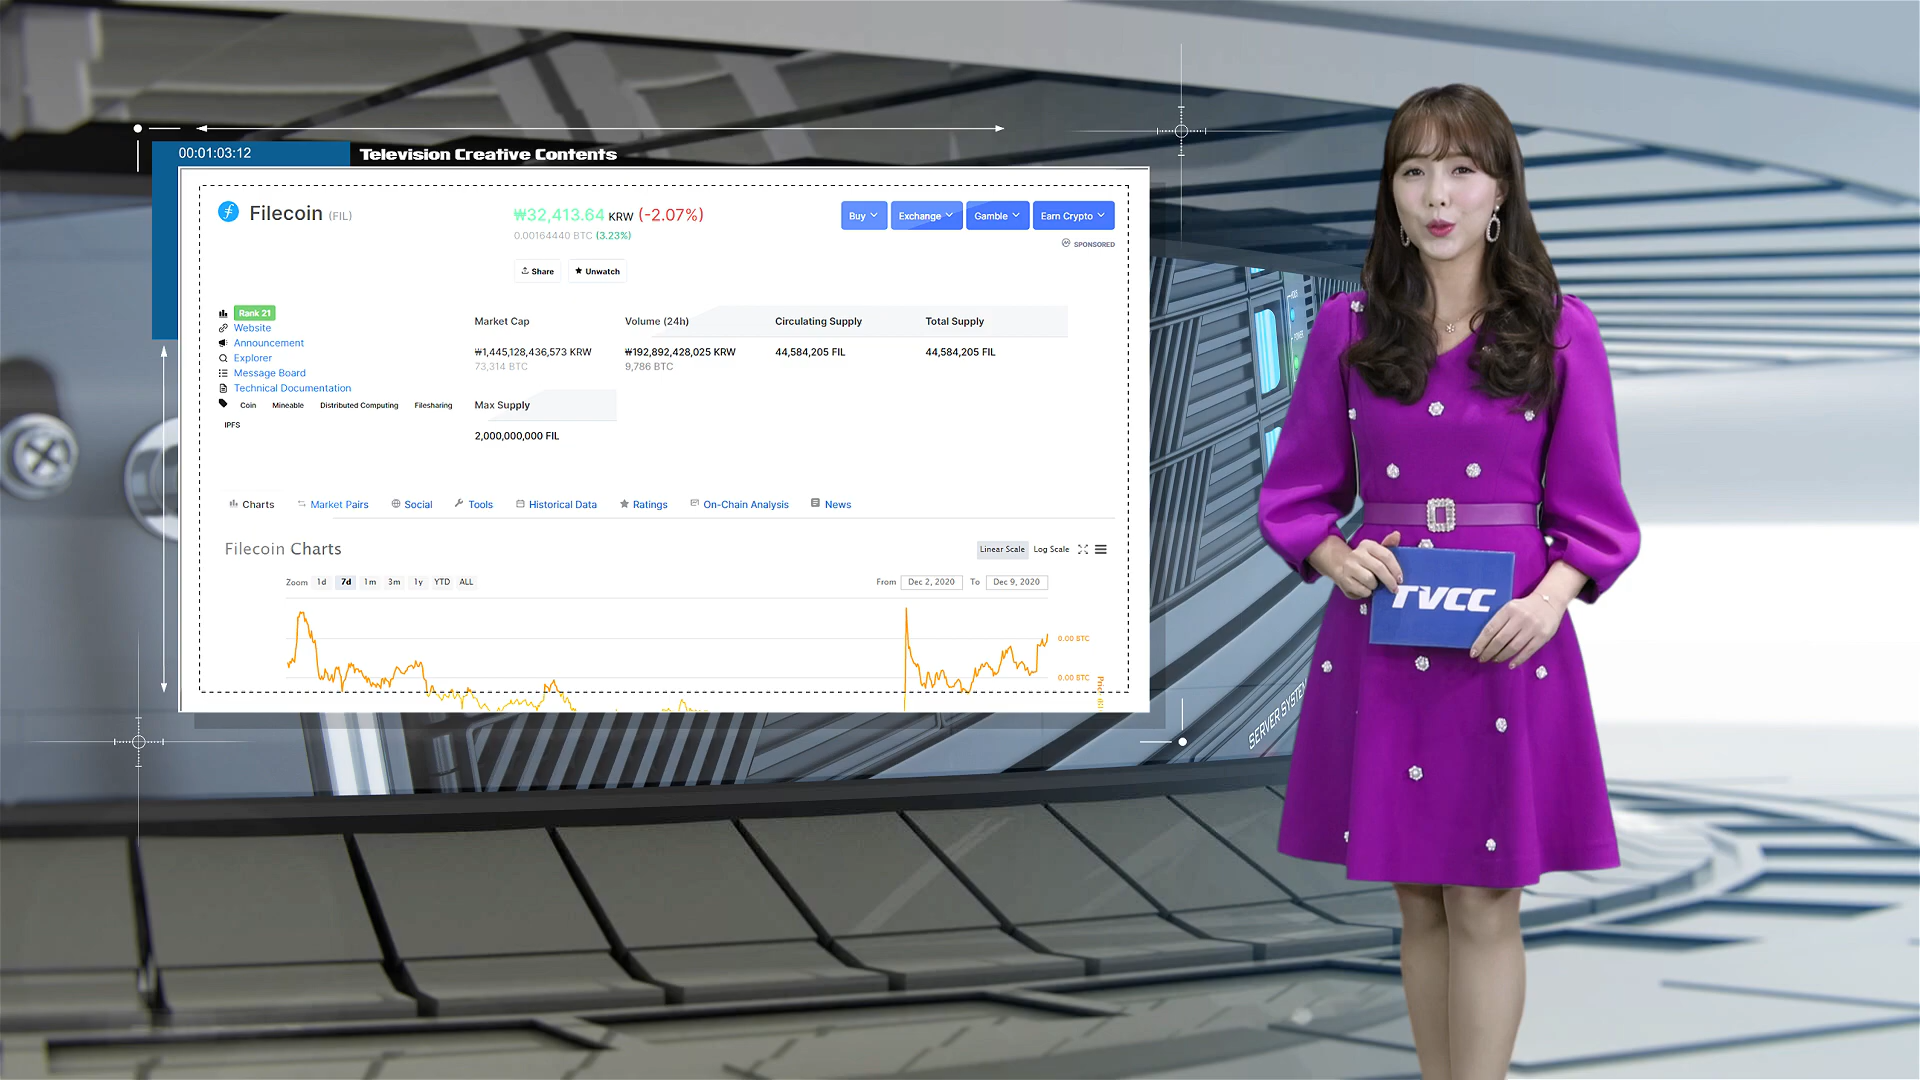 00:01:03:12
Television Creative Contents
Filecoin (FIL)
₩32,413.64 KRW (-2.07%)
0.00164440 BTC (3.23%)
Buy
Exchange
Gamble
Earn Crypto
SPONSORED
Share
Unwatch
Rank 21
Website
Announcement
Explorer
Message Board
Technical Documentation
Coin Mineable Distributed Computing Filesharing
IPFS
Market Cap
₩1,445,128,436,573 KRW
73,314 BTC
Volume (24h)
₩192,892,428,025 KRW
9,786 BTC
Circulating Supply
44,584,205 FIL
Total Supply
44,584,205 FIL
Max Supply
2,000,000,000 FIL
Charts Market Pairs Social Tools Historical Data Ratings On-Chain Analysis News
Filecoin Charts
Linear Scale Log Scale
Zoom 1d 7d 1m 3m 1y YTD ALL
From Dec 2, 2020 To Dec 9, 2020
0.00 BTC
0.00 BTC
TVCC
SERVER SYSTEM